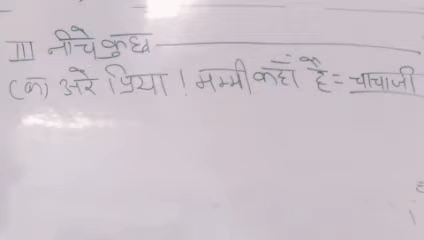 III नीचे कुछ
(क) अरे प्रिया ! मम्मी कहाँ है = चाचाजी